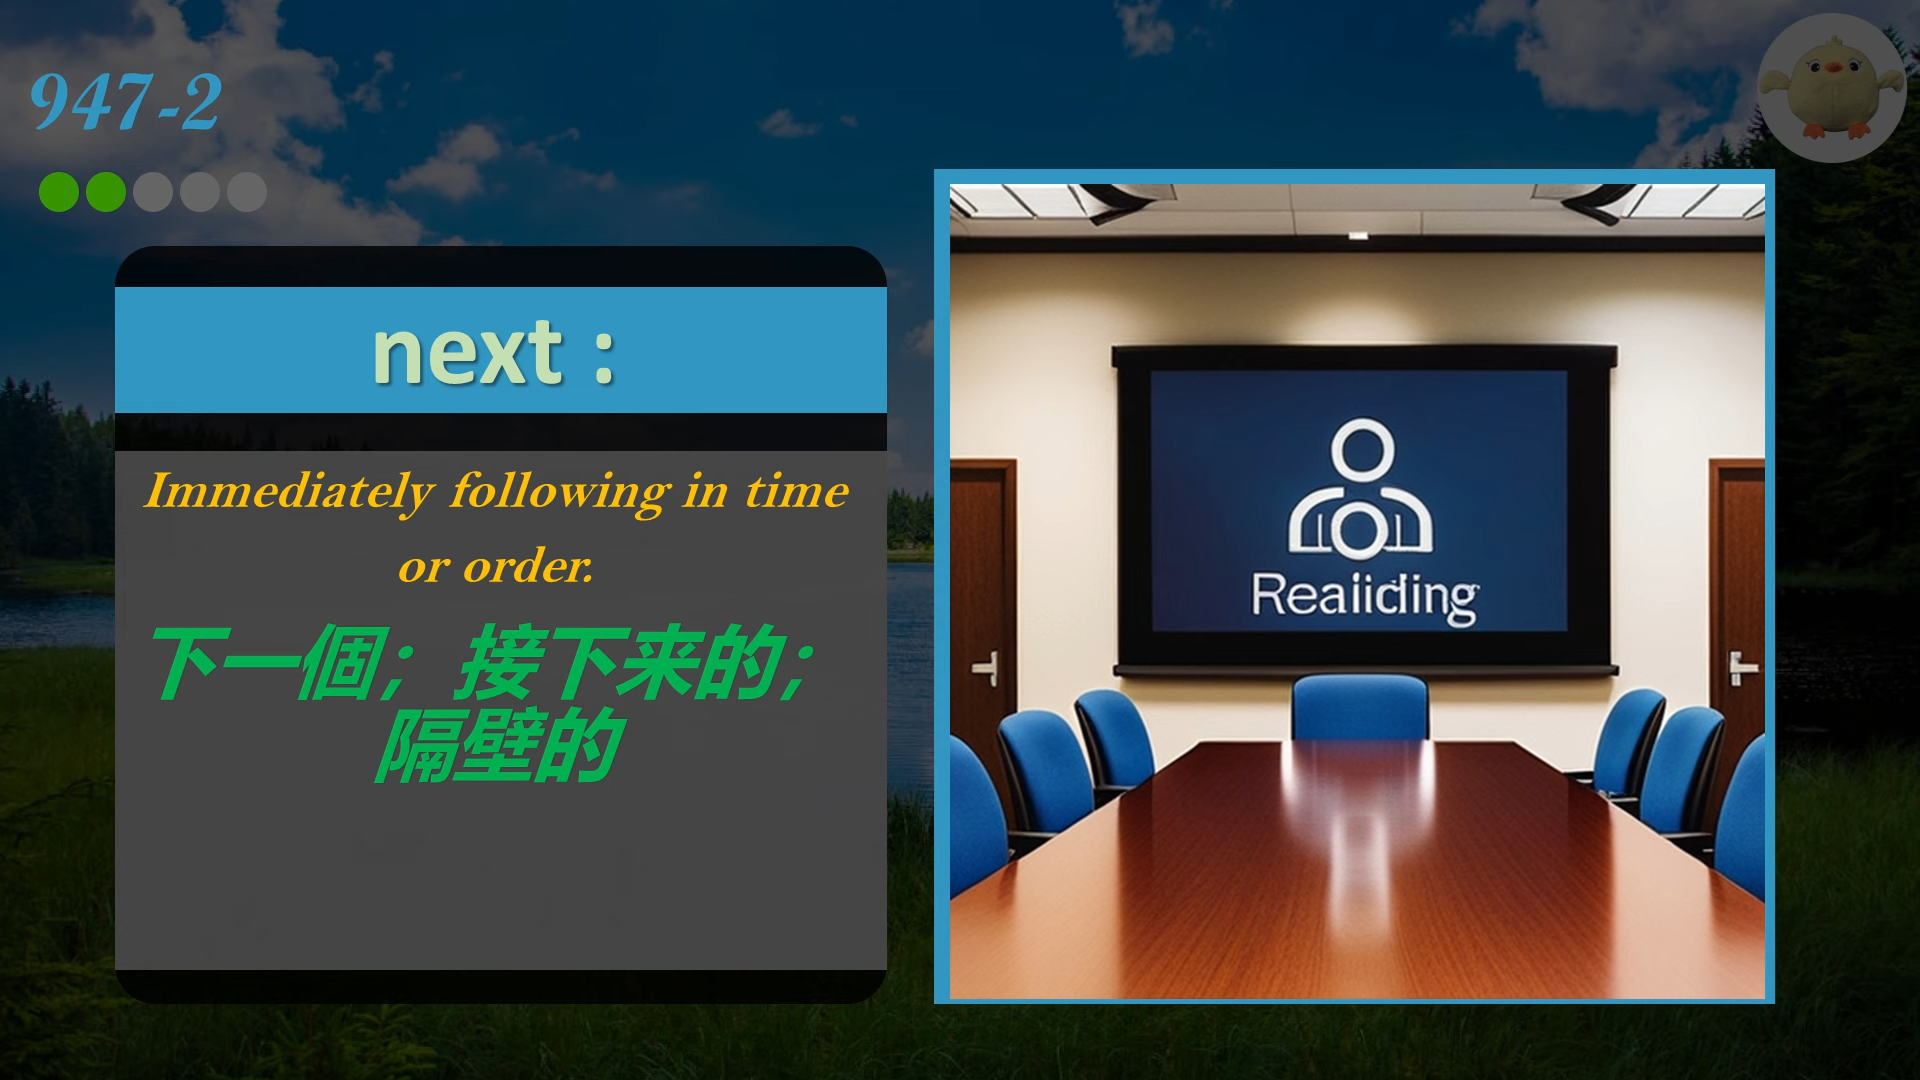 947-2
next :
Immediately following in time
or order.
下一個；接下来的；
隔壁的
Realiding